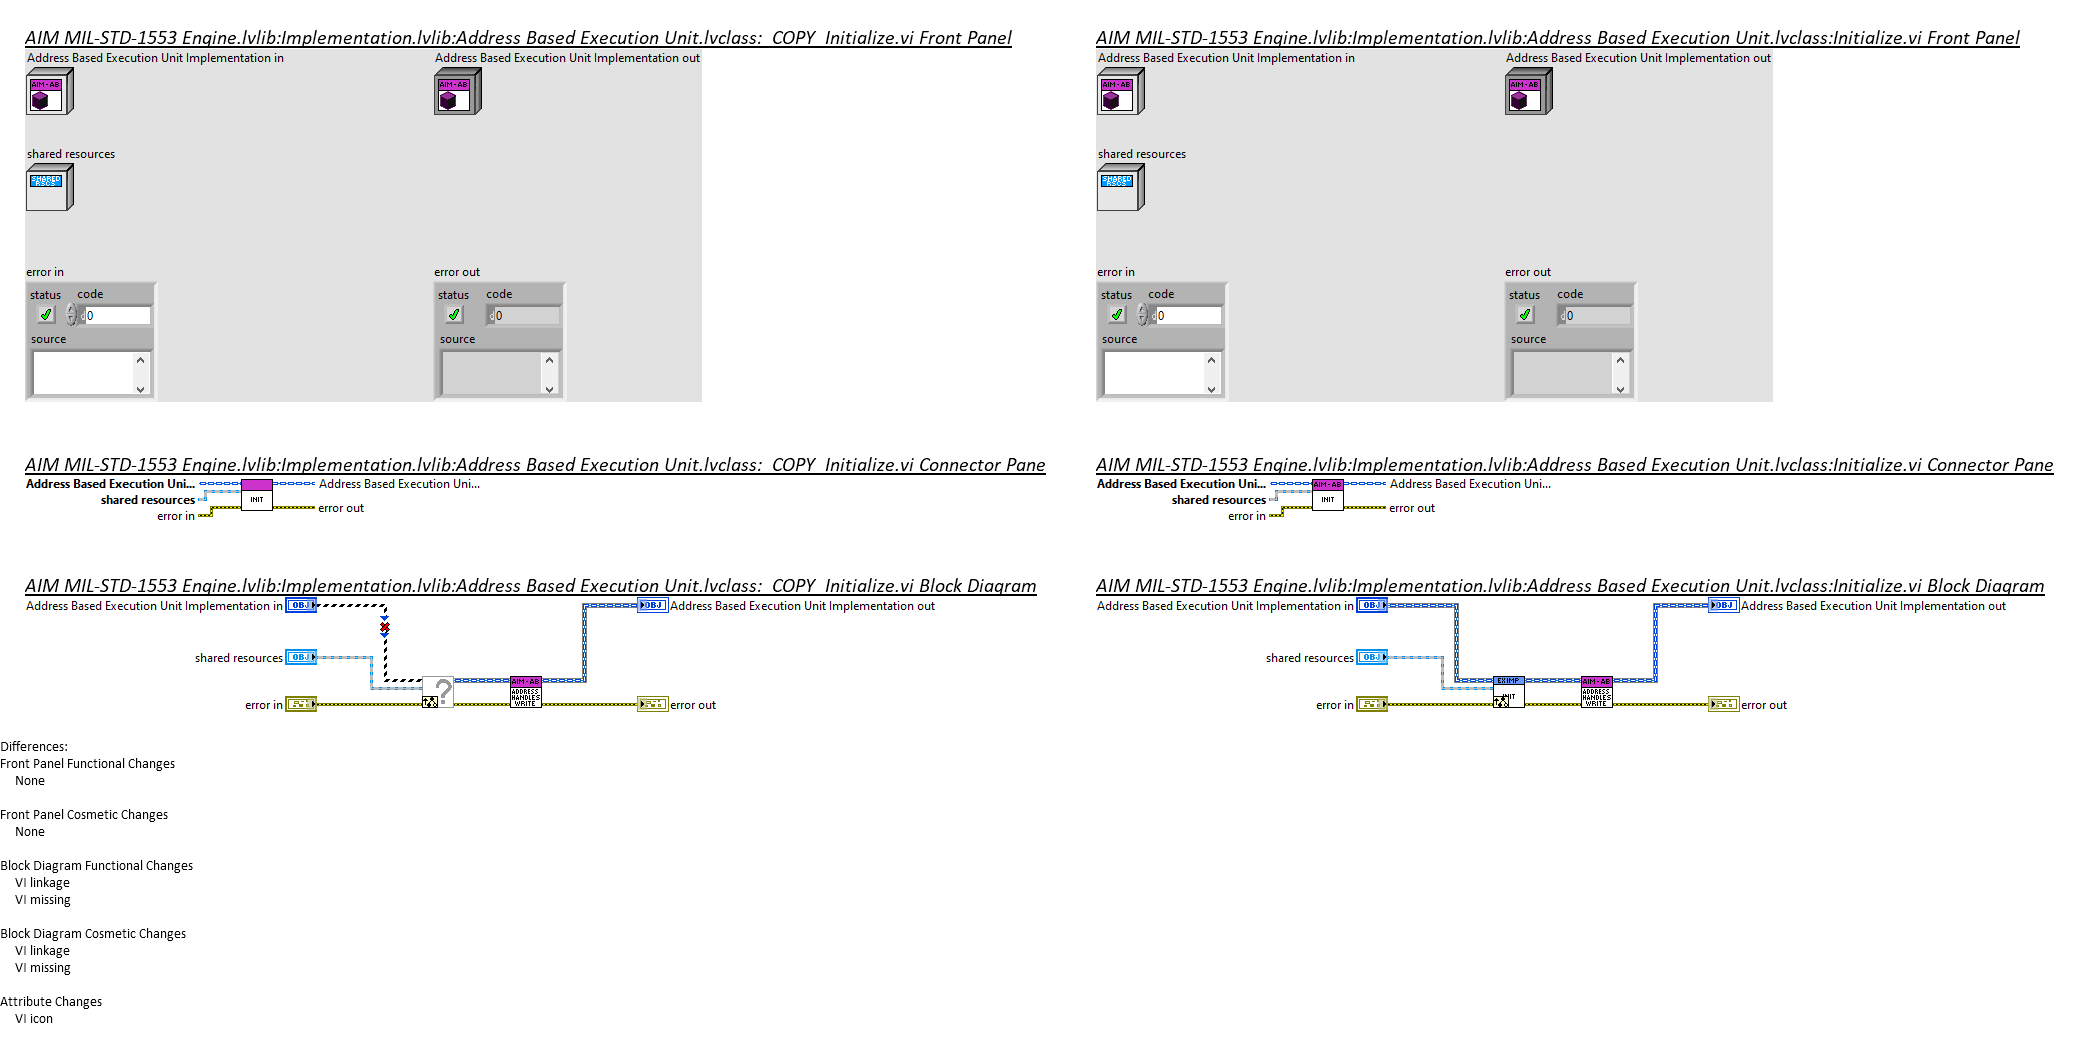 AIM MIL-STD-1553 Engine.lvlib:Implementation.lvlib:Address Based Execution Unit.lvclass:_COPY_Initialize.vi Front Panel
Address Based Execution Unit Implementation in
Address Based Execution Unit Implementation out
AIM-AB
AIM-AB
shared resources
SHARED
RSCS
error in
error out
status
code
status
code
d
0
d
0
source
source
AIM MIL-STD-1553 Engine.lvlib:Implementation.lvlib:Address Based Execution Unit.lvclass:Initialize.vi Front Panel
Address Based Execution Unit Implementation in
Address Based Execution Unit Implementation out
AIM-AB
AIM-AB
shared resources
SHARED
RSCS
error in
error out
status
code
status
code
d
0
d
0
source
source
AIM MIL-STD-1553 Engine.lvlib:Implementation.lvlib:Address Based Execution Unit.lvclass:_COPY_Initialize.vi Connector Pane
Address Based Execution Uni...
Address Based Execution Uni...
shared resources
INIT
error in
error out
AIM MIL-STD-1553 Engine.lvlib:Implementation.lvlib:Address Based Execution Unit.lvclass:Initialize.vi Connector Pane
Address Based Execution Uni...
AIM-AB
Address Based Execution Uni...
shared resources
INIT
error in
error out
AIM MIL-STD-1553 Engine.lvlib:Implementation.lvlib:Address Based Execution Unit.lvclass:_COPY_Initialize.vi Block Diagram
Address Based Execution Unit Implementation in
OBJ
OBJ
Address Based Execution Unit Implementation out
shared resources
OBJ
?
AIM-AB
ADDRESS
HANDLES
WRITE
error in
error out
AIM MIL-STD-1553 Engine.lvlib:Implementation.lvlib:Address Based Execution Unit.lvclass:Initialize.vi Block Diagram
Address Based Execution Unit Implementation in
OBJ
OBJ
Address Based Execution Unit Implementation out
shared resources
OBJ
EXIMP
AIM-AB
ADDRESS
HANDLES
WRITE
error in
error out
Differences:
Front Panel Functional Changes
None
Front Panel Cosmetic Changes
None
Block Diagram Functional Changes
VI linkage
VI missing
Block Diagram Cosmetic Changes
VI linkage
VI missing
Attribute Changes
VI icon